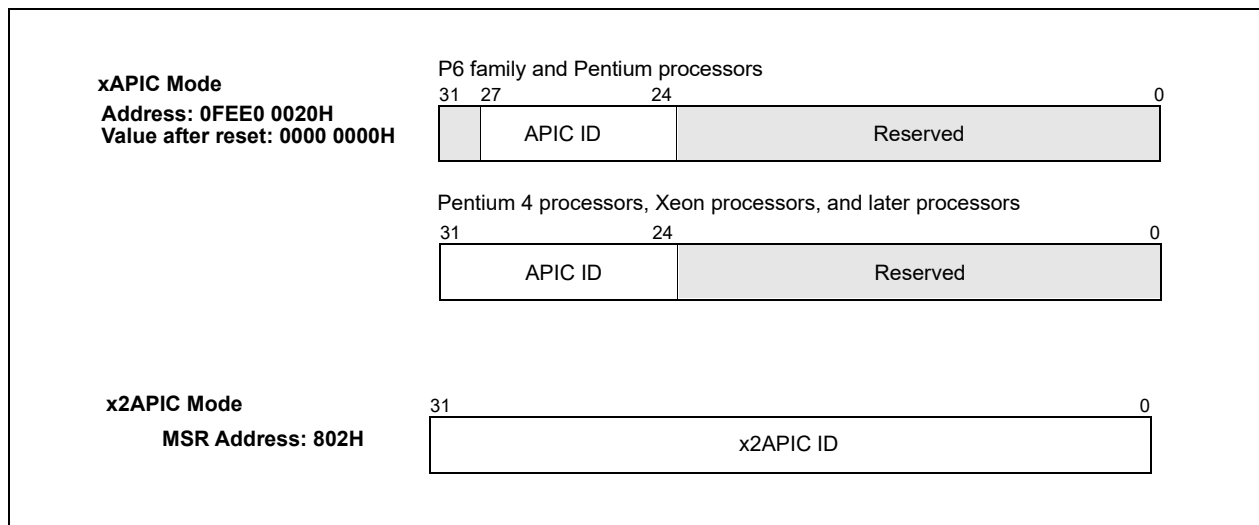 xAPIC Mode
Address: 0FEE0 0020H
Value after reset: 0000 0000H
P6 family and Pentium processors
31 27 24 0
APIC ID Reserved
Pentium 4 processors, Xeon processors, and later processors
31 24 0
APIC ID Reserved
x2APIC Mode
MSR Address: 802H
31 0
x2APIC ID